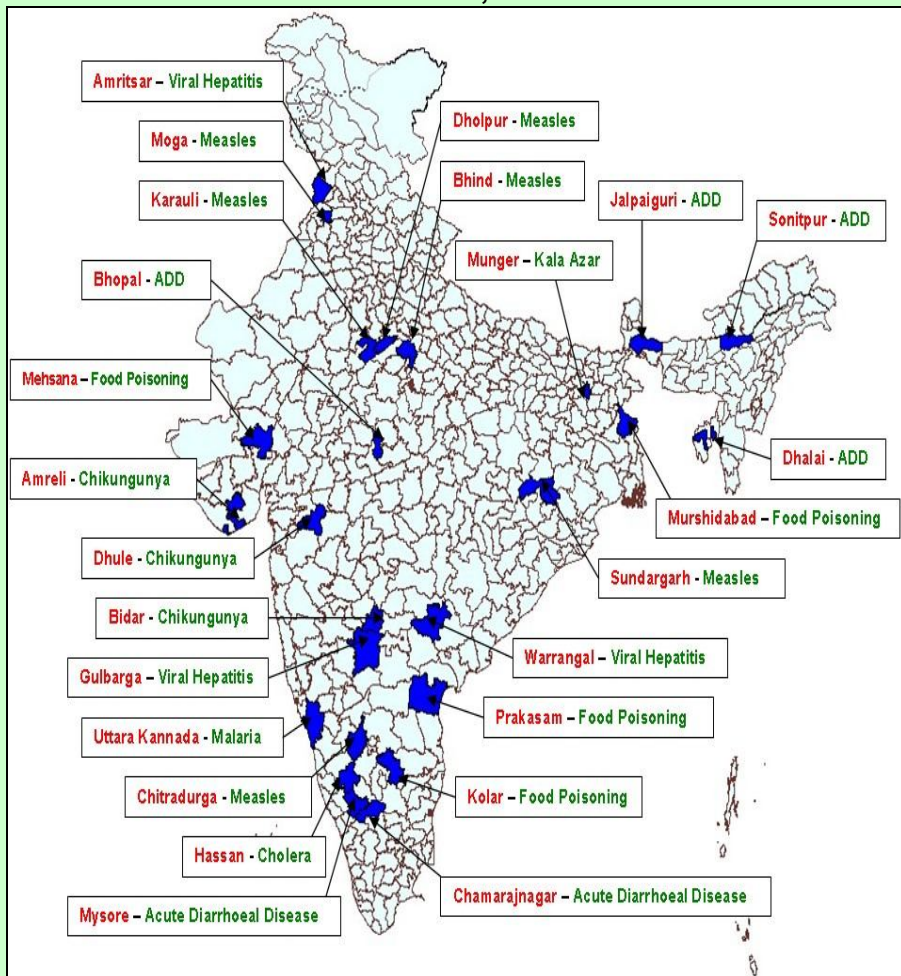 Amritsar – Viral Hepatitis
Dholpur - Measles
Moga - Measles
Bhind - Measles
Karauli - Measles
Jalpaiguri - ADD
Sonitpur - ADD
Munger – Kala Azar
Bhopal - ADD
Mehsana – Food Poisoning
Dhalai - ADD
Amreli - Chikungunya
Murshidabad – Food Poisoning
Dhule - Chikungunya
Sundargarh - Measles
Bidar - Chikungunya
Warrangal – Viral Hepatitis
Gulbarga – Viral Hepatitis
Prakasam – Food Poisoning
Uttara Kannada - Malaria
Chitradurga - Measles
Kolar – Food Poisoning
Hassan - Cholera
Chamarajnagar – Acute Diarrhoeal Disease
Mysore – Acute Diarrhoeal Disease